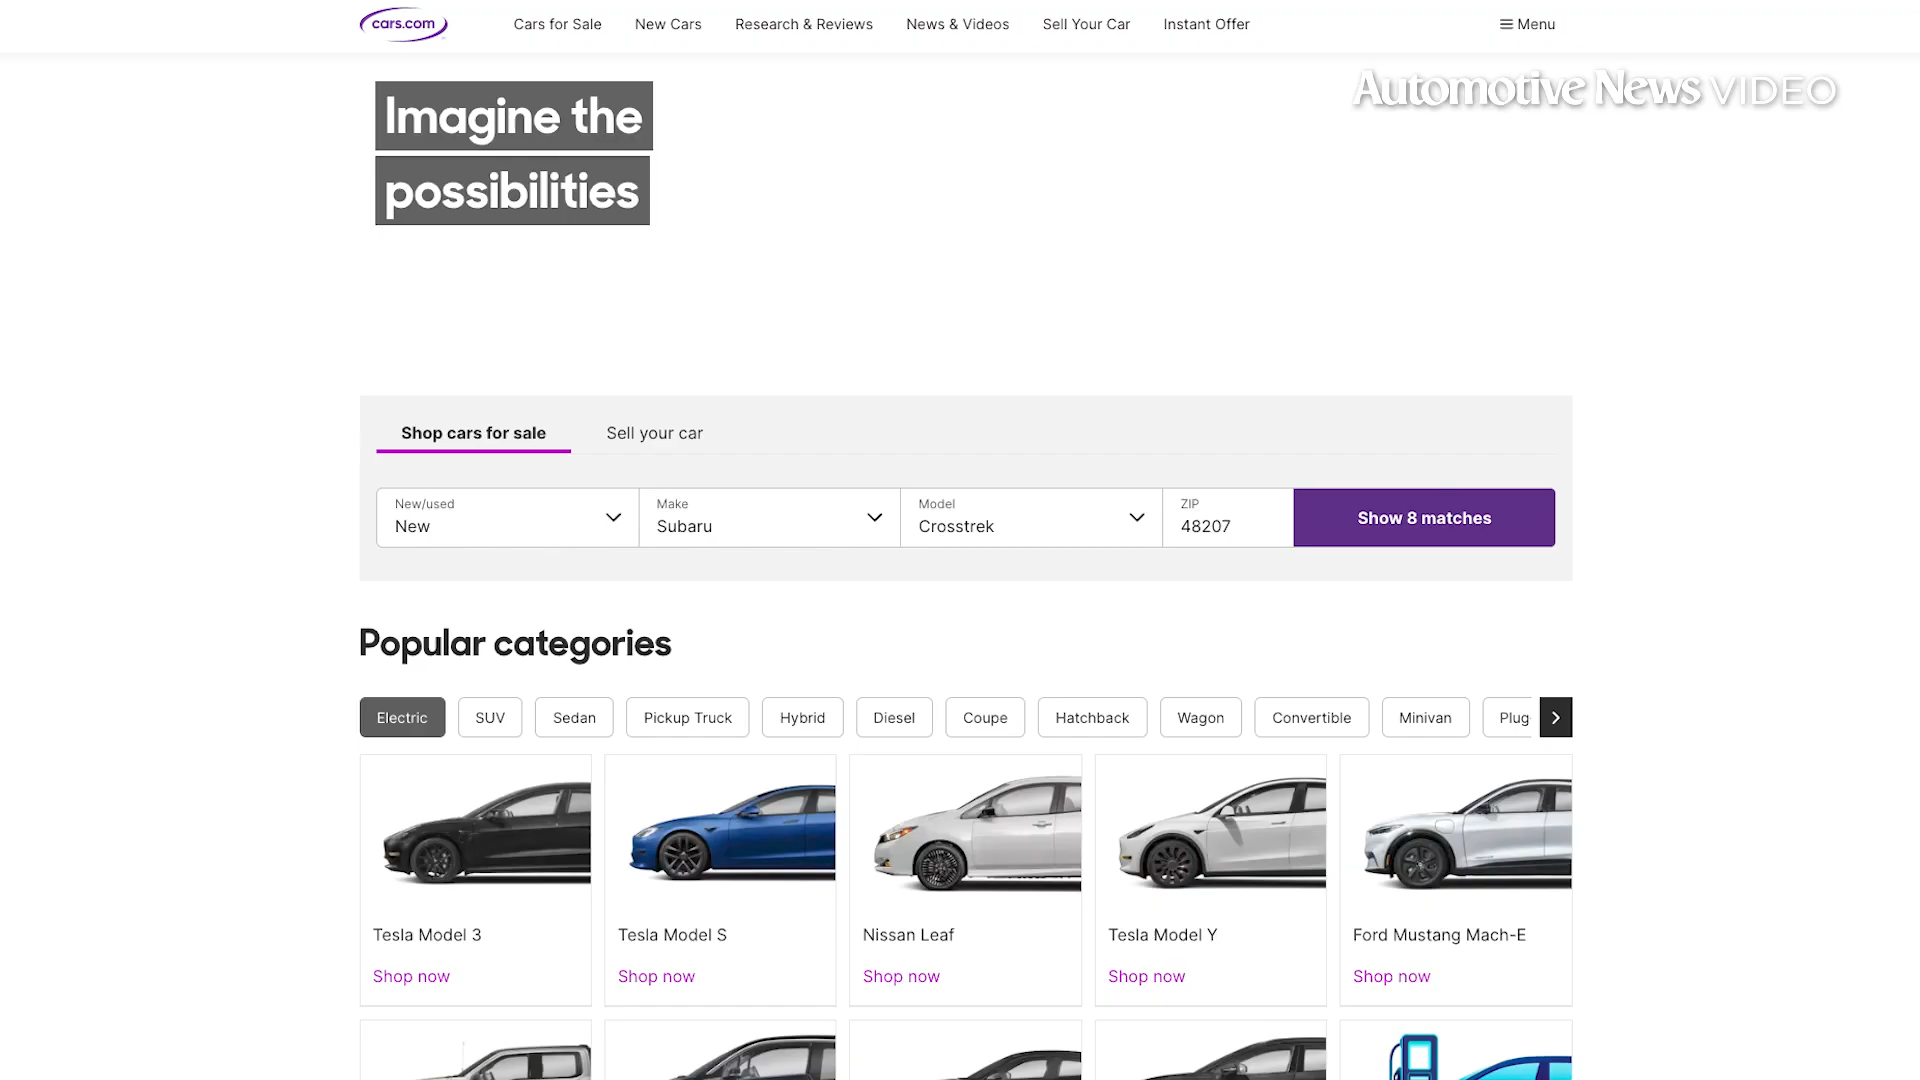 cars.com
Cars for Sale
New Cars
Research & Reviews
News & Videos
Sell Your Car
Instant Offer
Menu
Automotive News VIDEO
Imagine the
possibilities
Shop cars for sale
Sell your car
New/used
New
Make
Subaru
Model
Crosstrek
ZIP
48207
Show 8 matches
Popular categories
Electric
SUV
Sedan
Pickup Truck
Hybrid
Diesel
Coupe
Hatchback
Wagon
Convertible
Minivan
Plug-
Tesla Model 3
Shop now
Tesla Model S
Shop now
Nissan Leaf
Shop now
Tesla Model Y
Shop now
Ford Mustang Mach-E
Shop now